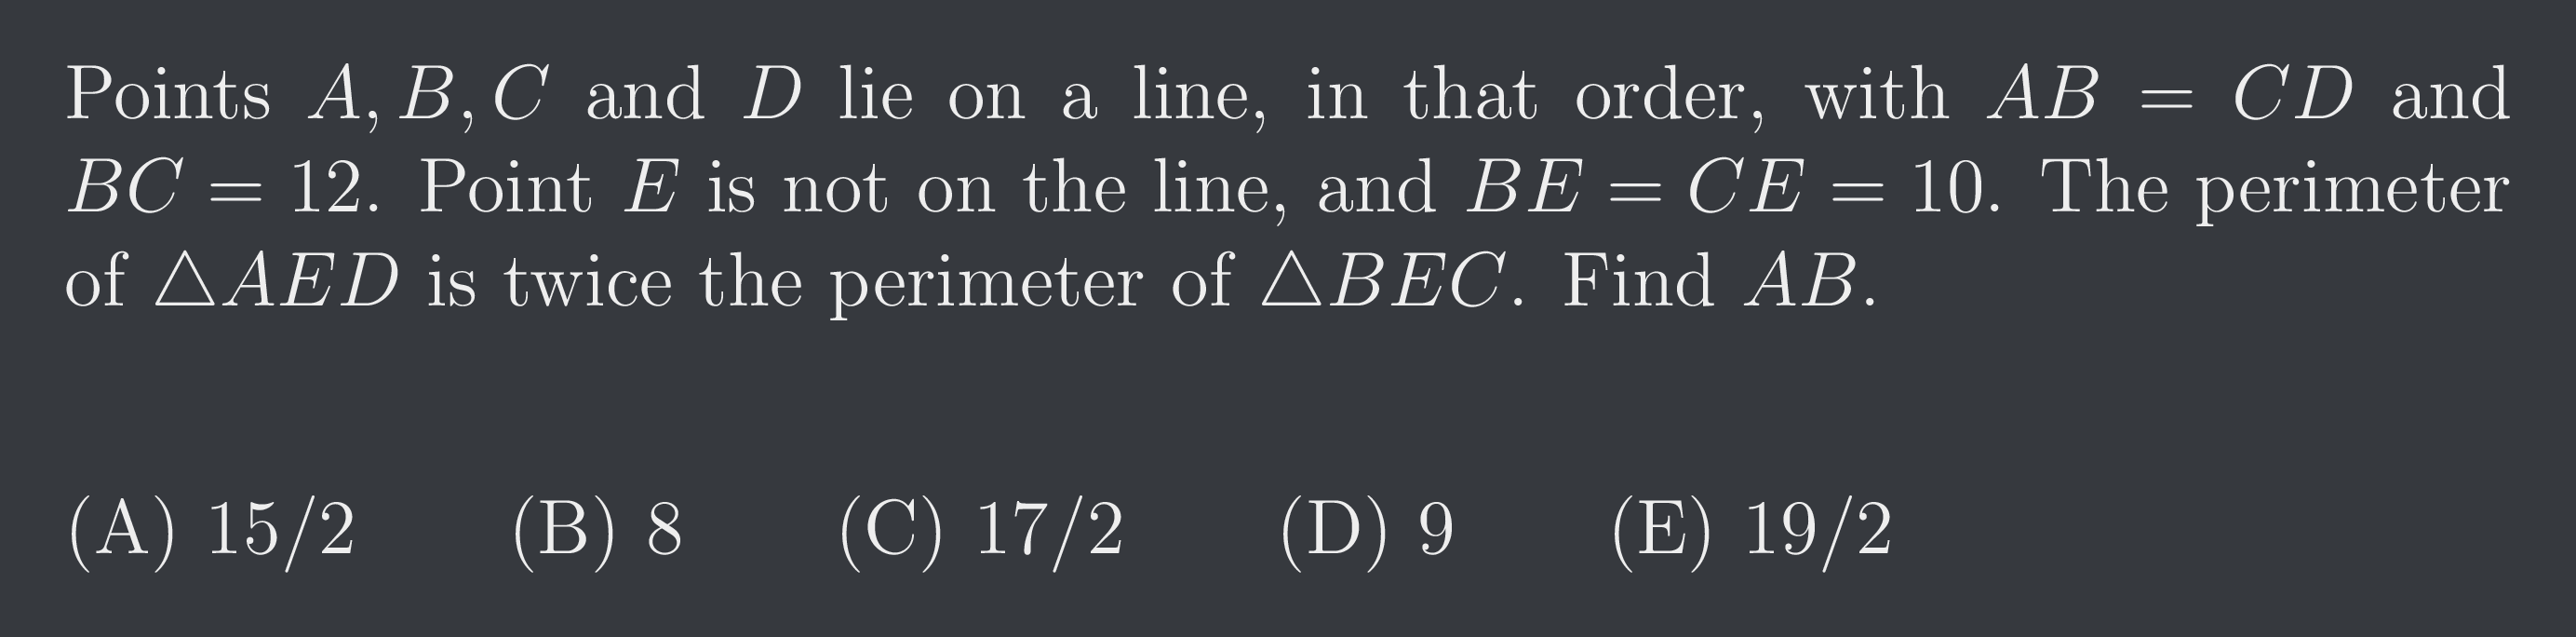 Points A, B, C and D lie on a line, in that order, with AB = CD and
BC = 12. Point E is not on the line, and BE = CE = 10. The perimeter
of △AED is twice the perimeter of △BEC. Find AB.
(A) 15/2 (B) 8 (C) 17/2 (D) 9 (E) 19/2